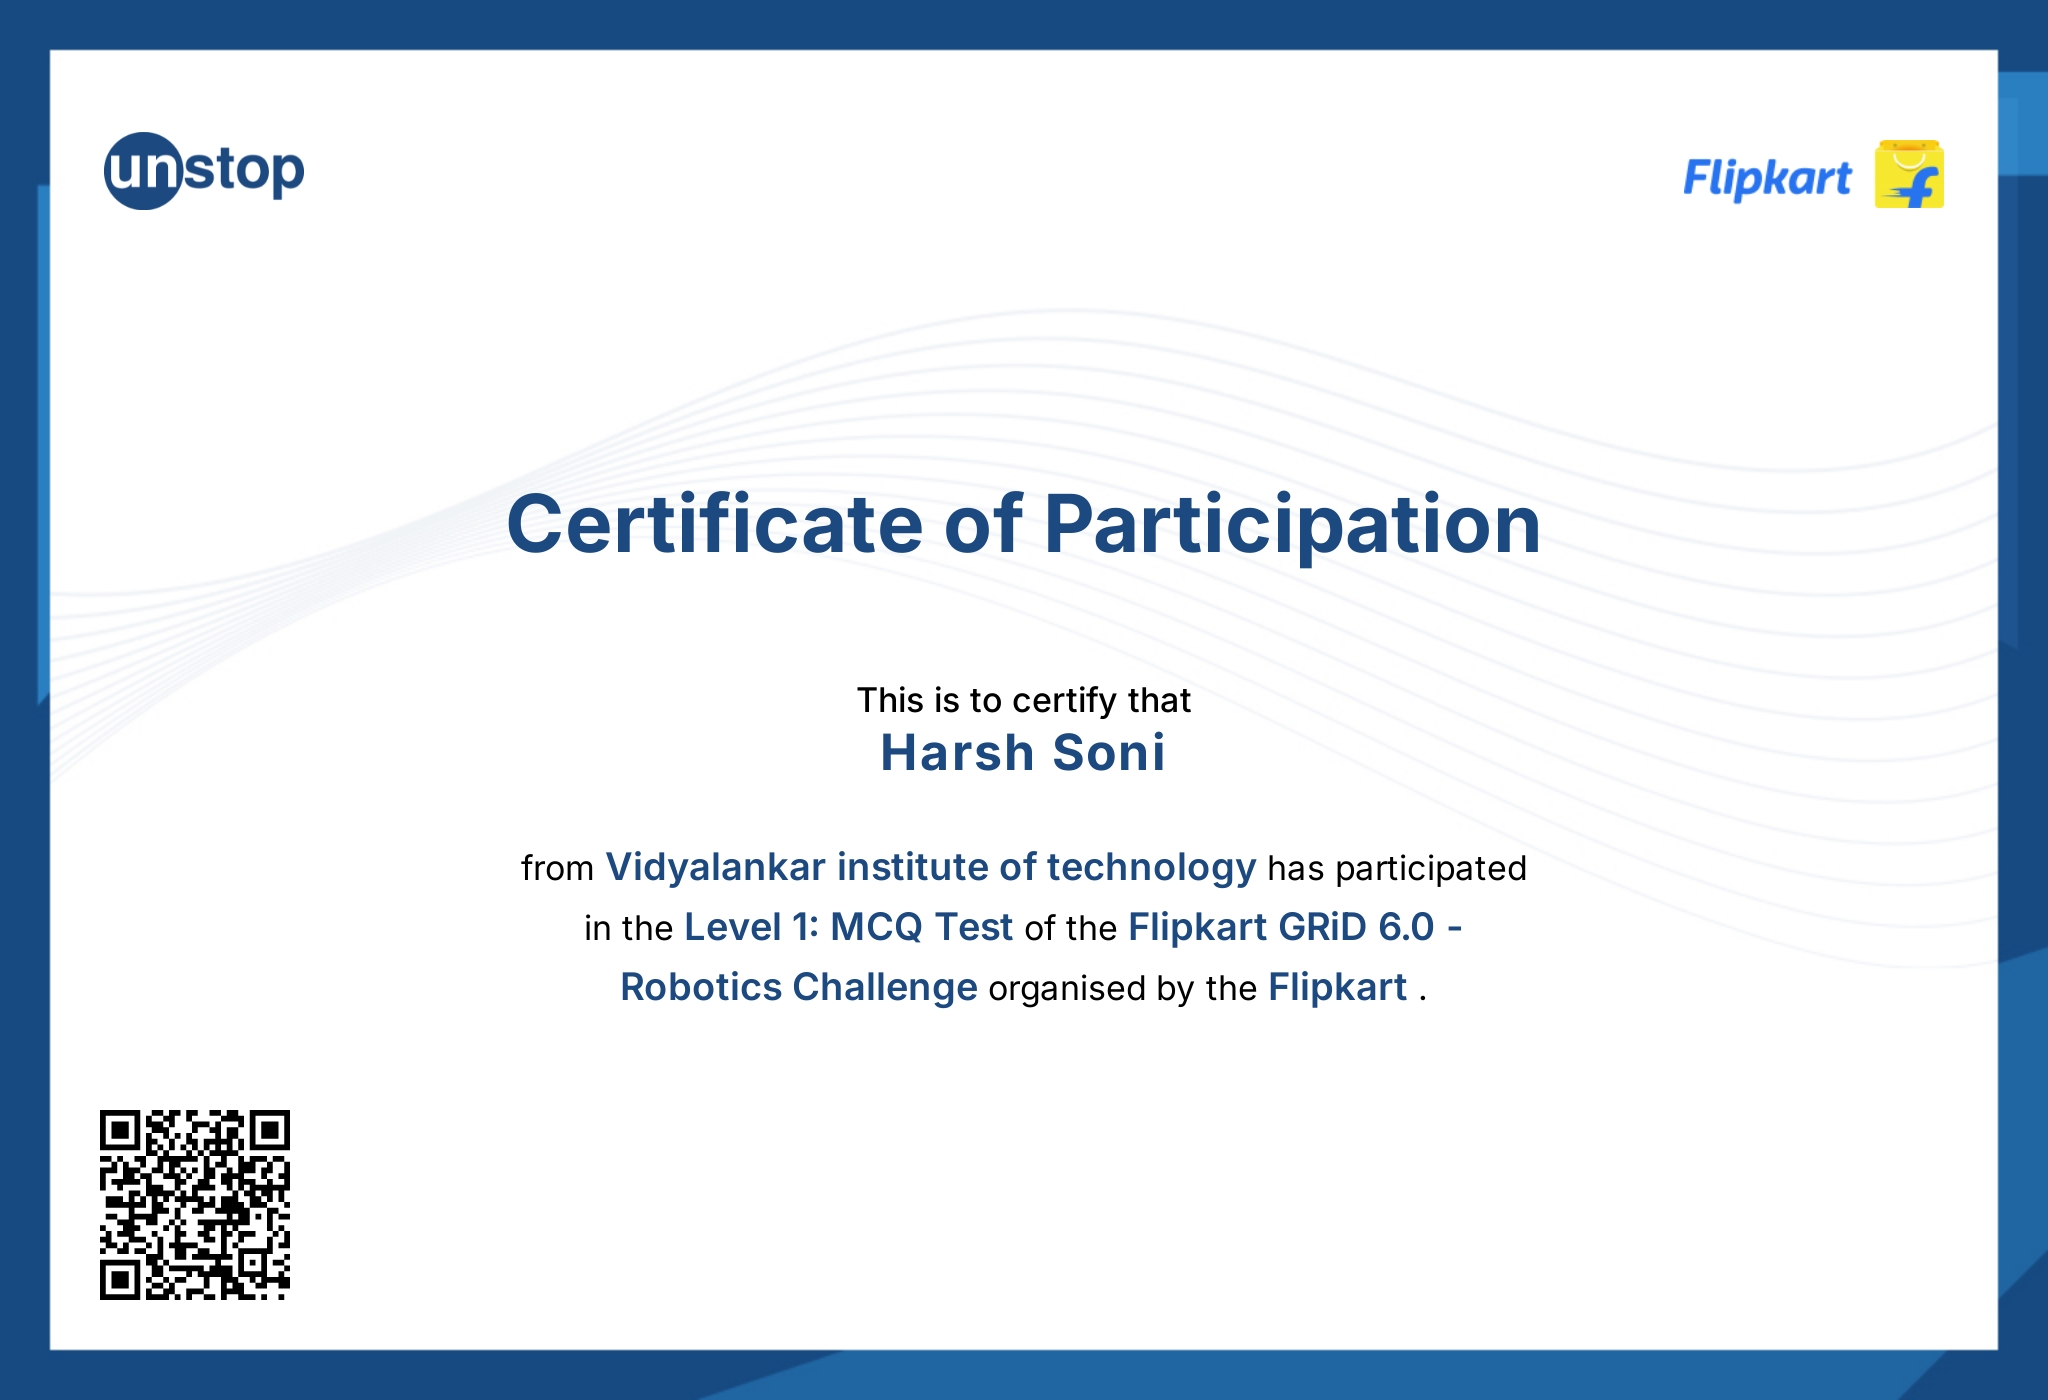 unstop
Flipkart
Certificate of Participation
This is to certify that
Harsh Soni
from Vidyalankar institute of technology has participated
in the Level 1: MCQ Test of the Flipkart GRiD 6.0 -
Robotics Challenge organised by the Flipkart .